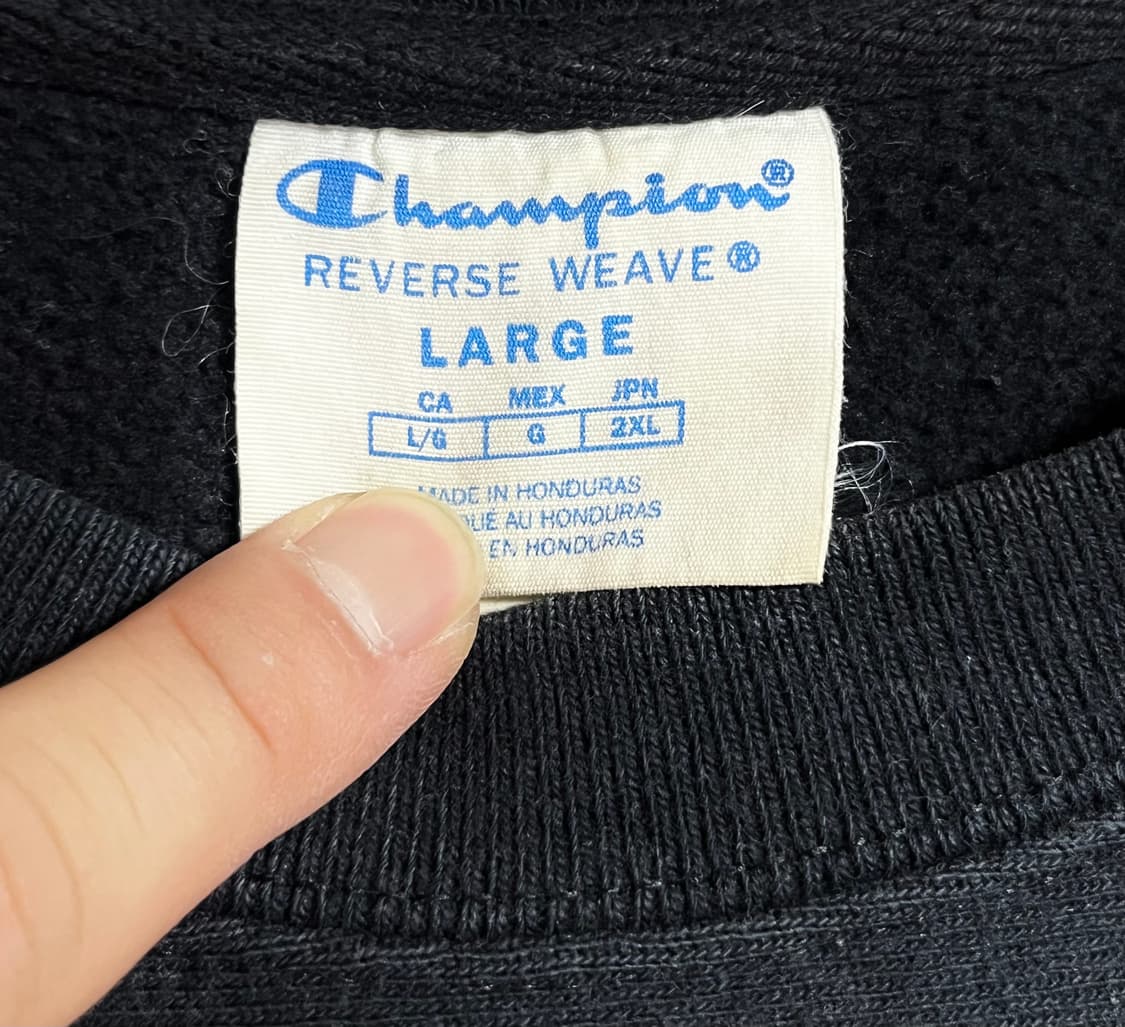 Champion®
REVERSE WEAVE®
LARGE
CA MEX JPN
L/G G 2XL
MADE IN HONDURAS
AU HONDURAS
EN HONDURAS